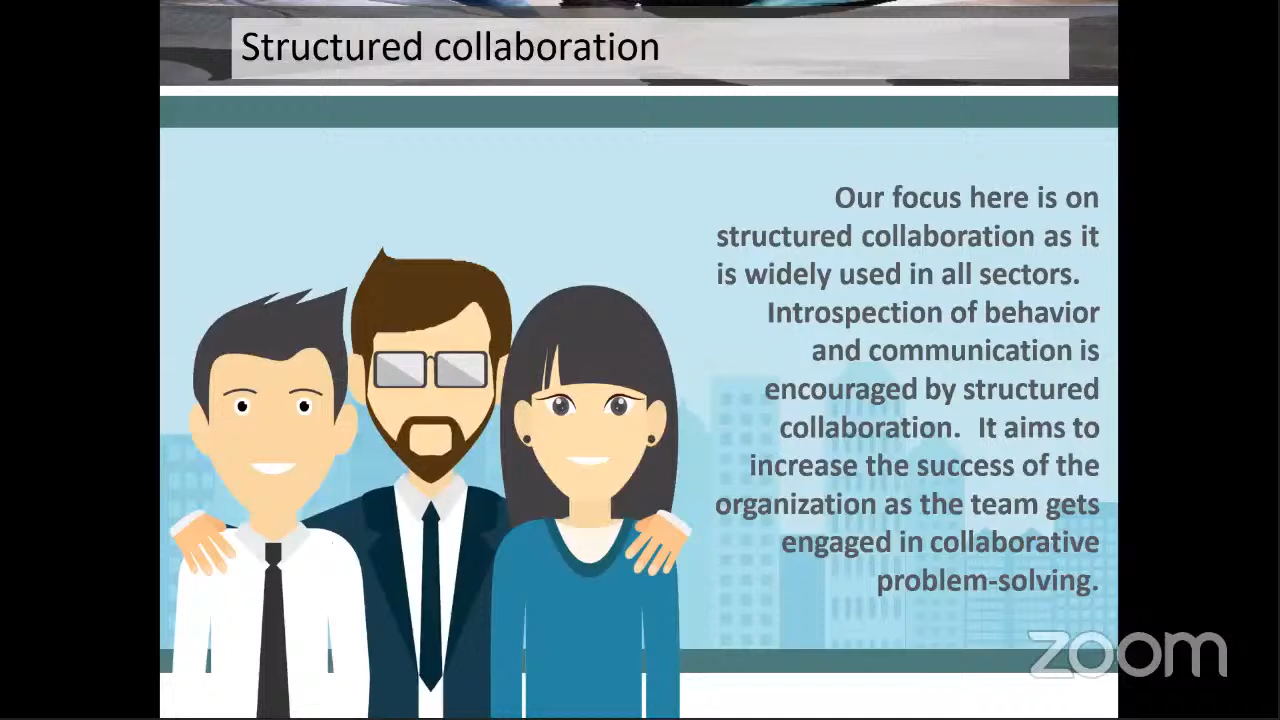 Structured collaboration
Our focus here is on
structured collaboration as it
is widely used in all sectors.
Introspection of behavior
and communication is
encouraged by structured
collaboration.  It aims to
increase the success of the
organization as the team gets
engaged in collaborative
problem-solving.
zoom